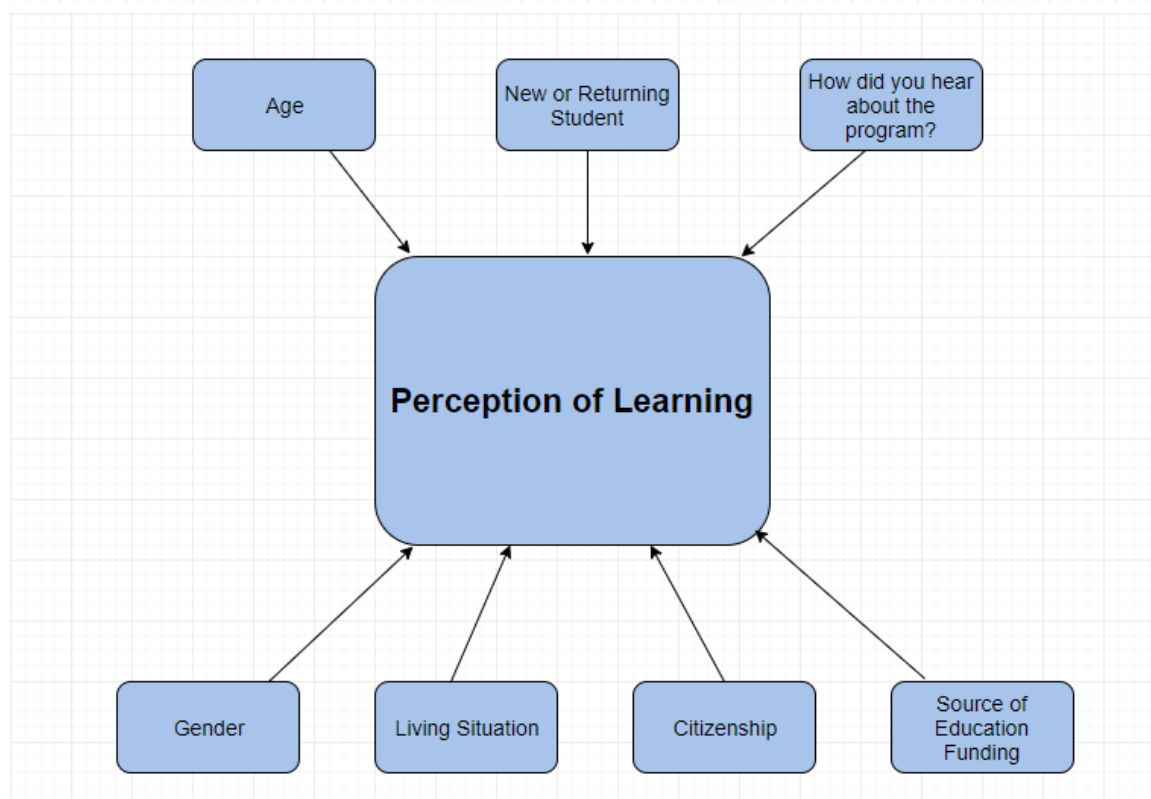 Age
New or Returning
Student
How did you hear
about the
program?
Perception of Learning
Gender
Living Situation
Citizenship
Source of
Education
Funding